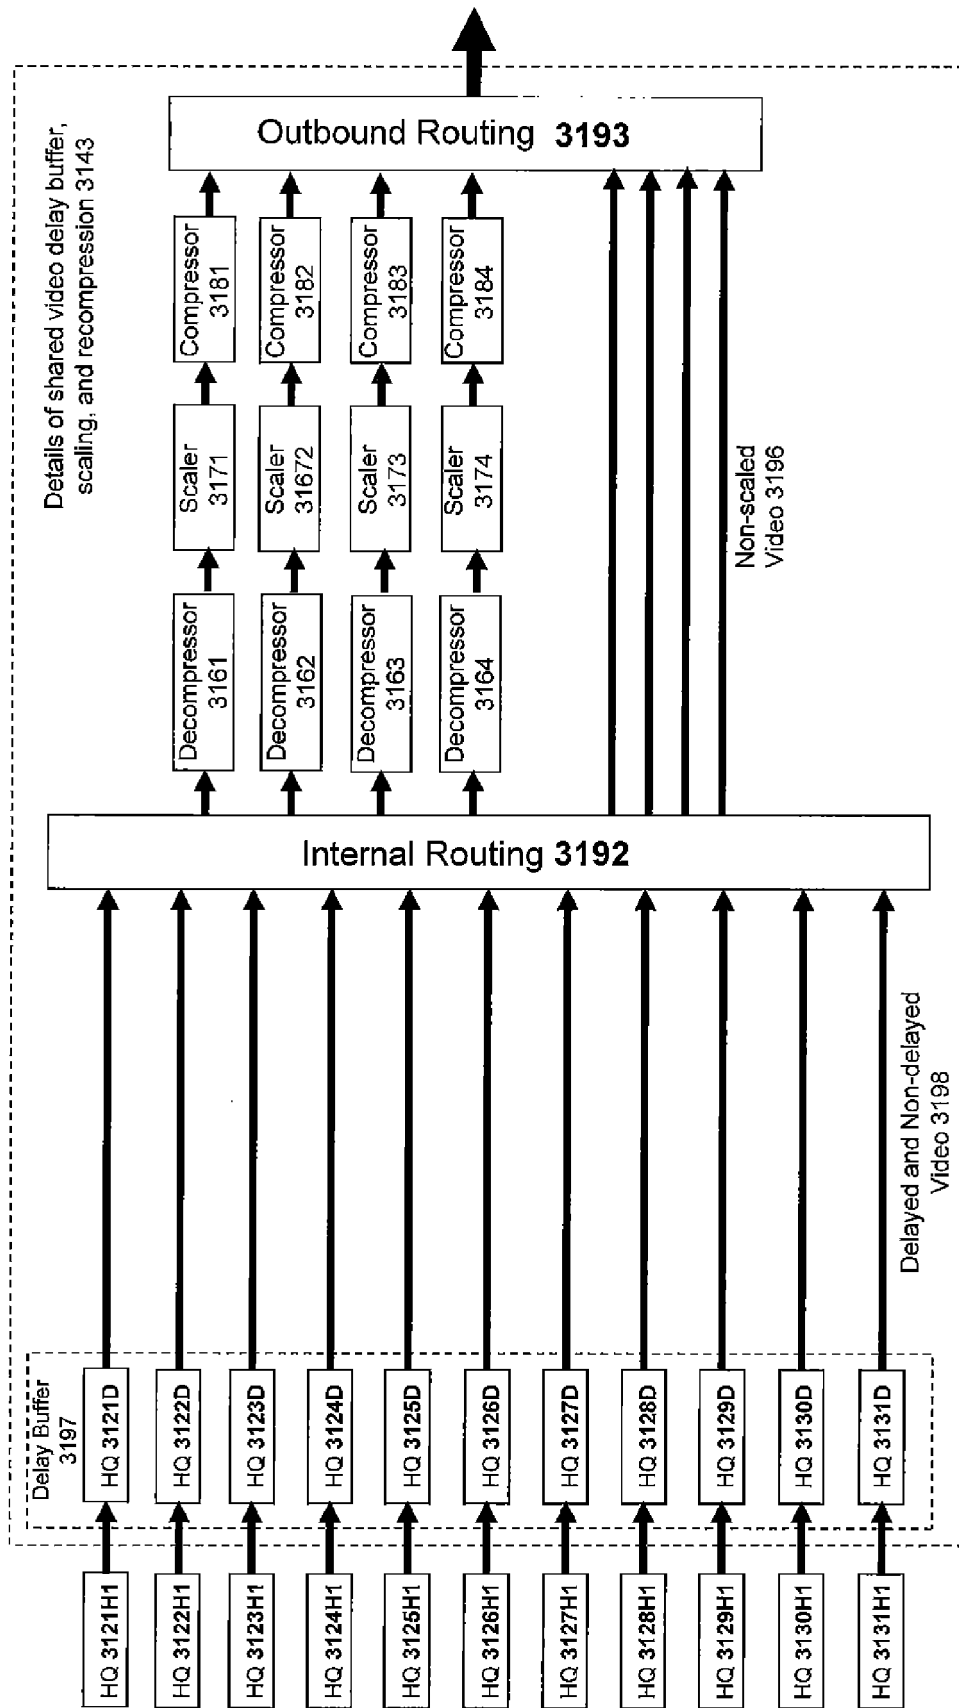 Details of shared video delay buffer,
scaling, and recompression 3143
Outbound Routing 3193
Compressor
3181
Compressor
3182
Compressor
3183
Compressor
3184
Scaler
3171
Scaler
31672
Scaler
3173
Scaler
3174
Decompressor
3161
Decompressor
3162
Decompressor
3163
Decompressor
3164
Non-scaled
Video 3196
Internal Routing 3192
Delayed and Non-delayed
Video 3198
Delay Buffer
3197
HQ 3121D
HQ 3122D
HQ 3123D
HQ 3124D
HQ 3125D
HQ 3126D
HQ 3127D
HQ 3128D
HQ 3129D
HQ 3130D
HQ 3131D
HQ 3121H1
HQ 3122H1
HQ 3123H1
HQ 3124H1
HQ 3125H1
HQ 3126H1
HQ 3127H1
HQ 3128H1
HQ 3129H1
HQ 3130H1
HQ 3131H1